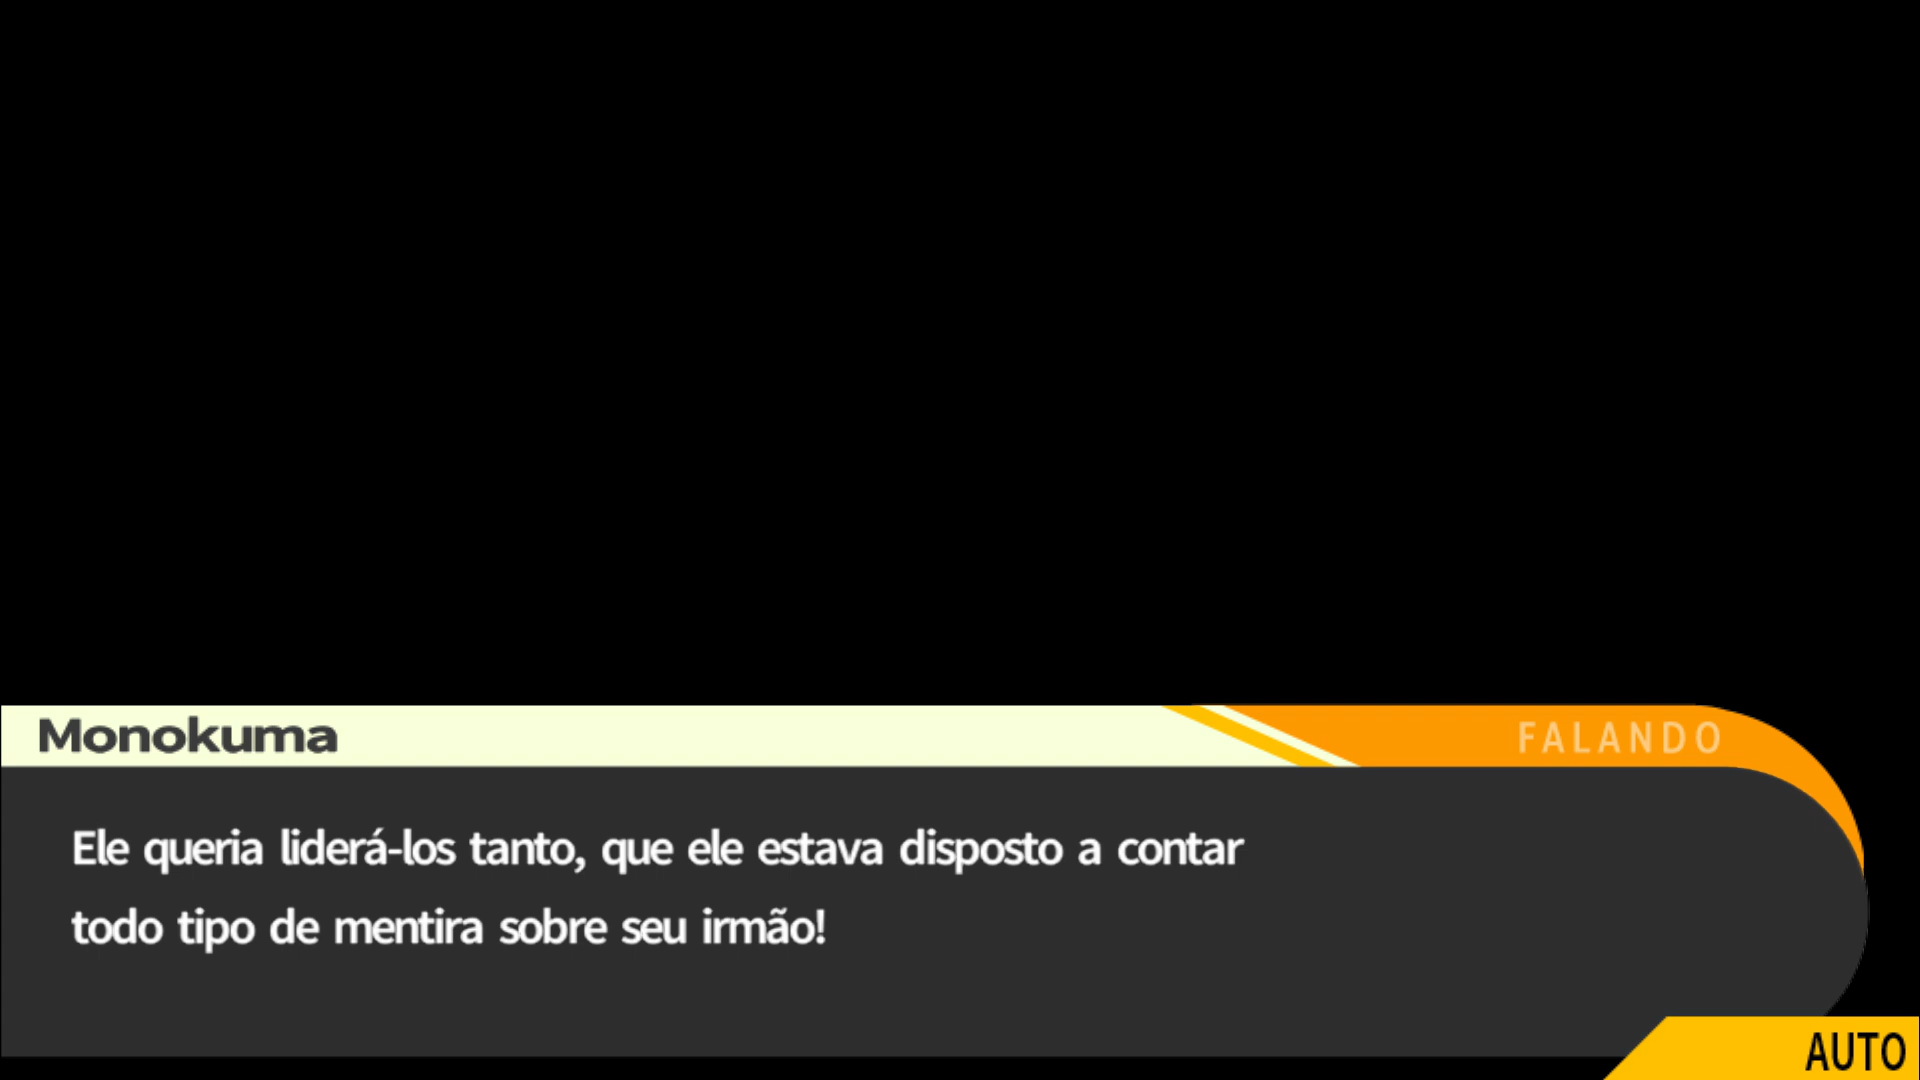 Monokuma
FALANDO
Ele queria liderá-los tanto, que ele estava disposto a contar
todo tipo de mentira sobre seu irmão!
AUTO